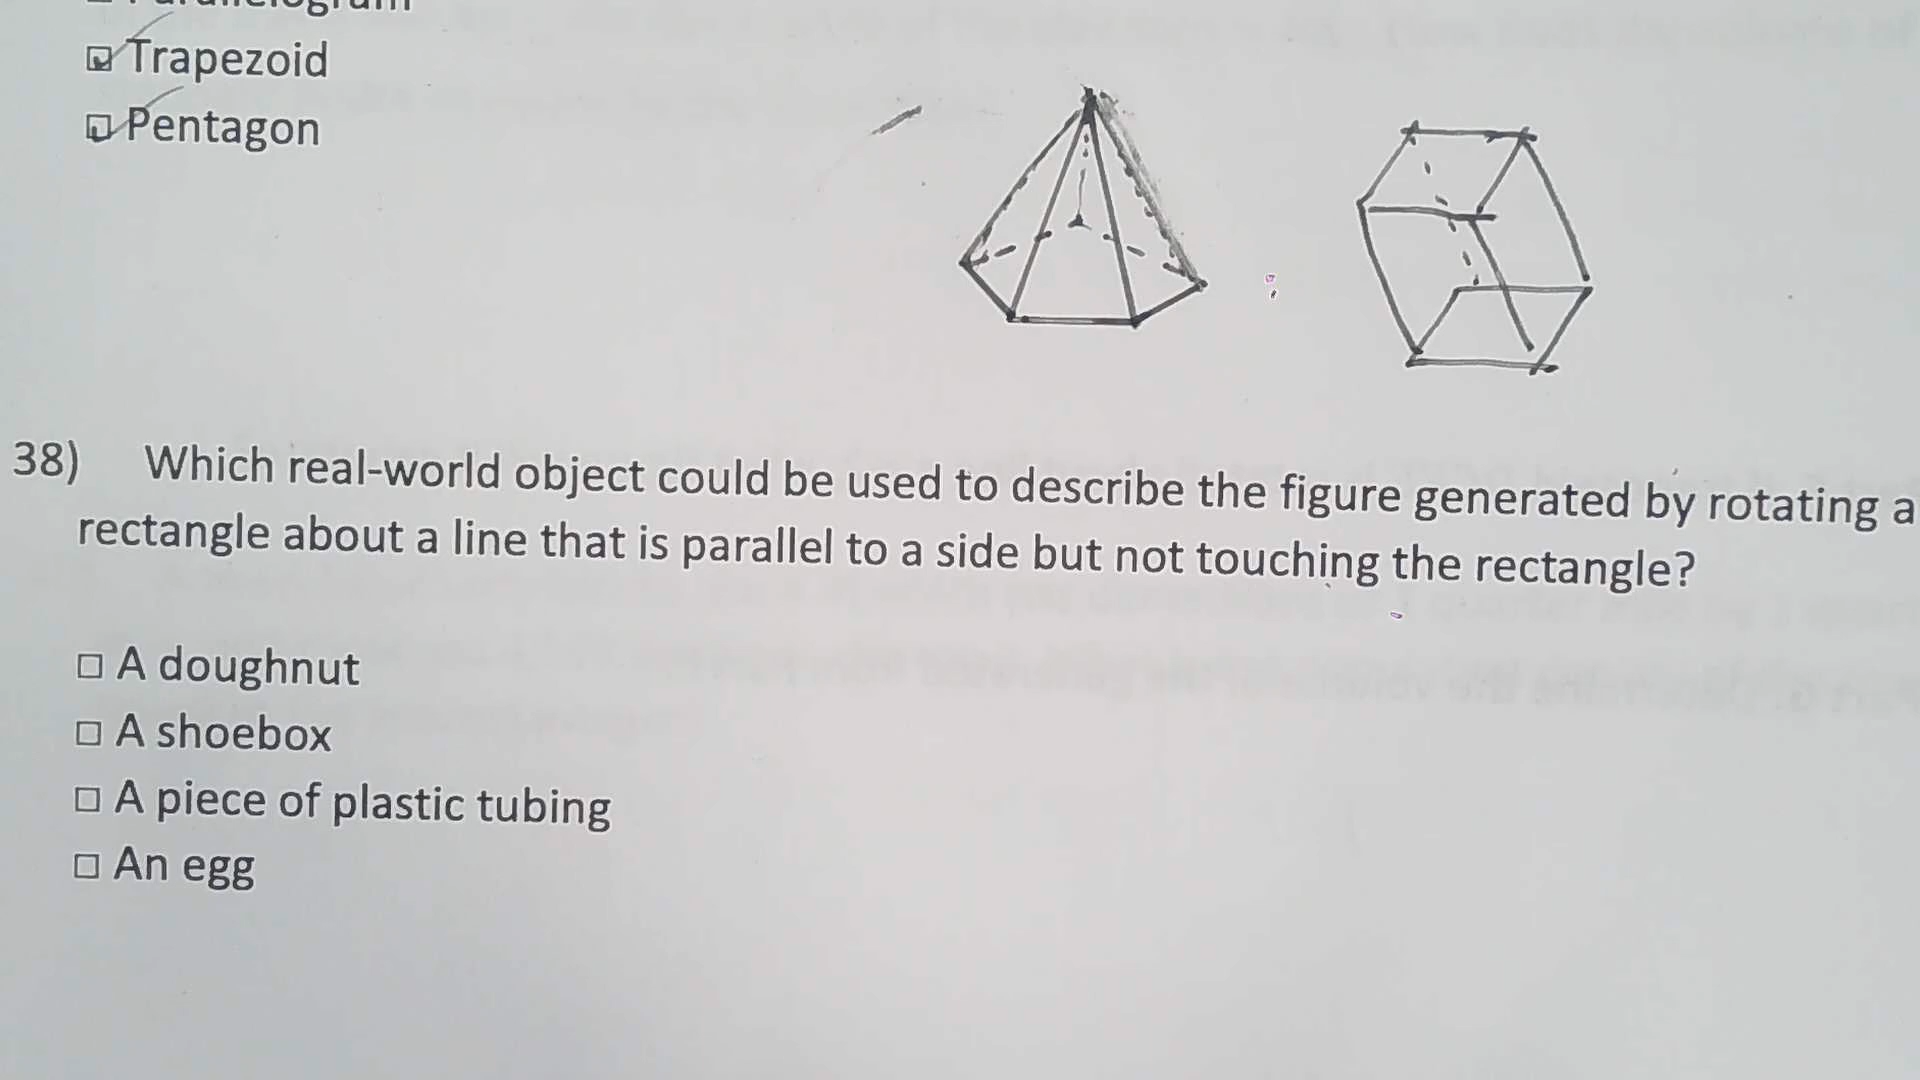 Trapezoid
Pentagon
38) Which real-world object could be used to describe the figure generated by rotating a
rectangle about a line that is parallel to a side but not touching the rectangle?
□ A doughnut
□ A shoebox
□ A piece of plastic tubing
□ An egg